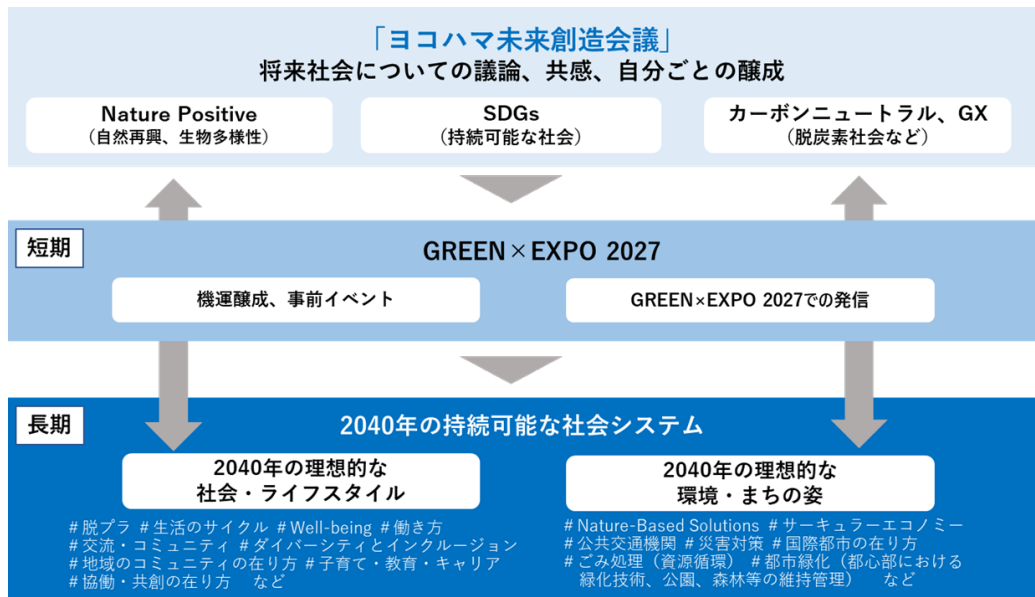 「ヨコハマ未来創造会議」
将来社会についての議論、共感、自分ごとの醸成
Nature Positive
（自然再興、生物多様性）
SDGs
（持続可能な社会）
カーボンニュートラル、GX
（脱炭素社会など）
短期
GREEN×EXPO 2027
機運醸成、事前イベント
GREEN×EXPO 2027での発信
長期
2040年の持続可能な社会システム
2040年の理想的な
社会・ライフスタイル
#脱プラ #生活のサイクル #Well-being #働き方
#交流・コミュニティ #ダイバーシティとインクルージョン
#地域のコミュニティの在り方 #子育て・教育・キャリア
#協働・共創の在り方 など
2040年の理想的な
環境・まちの姿
#Nature-Based Solutions #サーキュラーエコノミー
#公共交通機関 #災害対策 #国際都市の在り方
#ごみ処理（資源循環） #都市緑化（都心部における
緑化技術、公園、森林等の維持管理） など